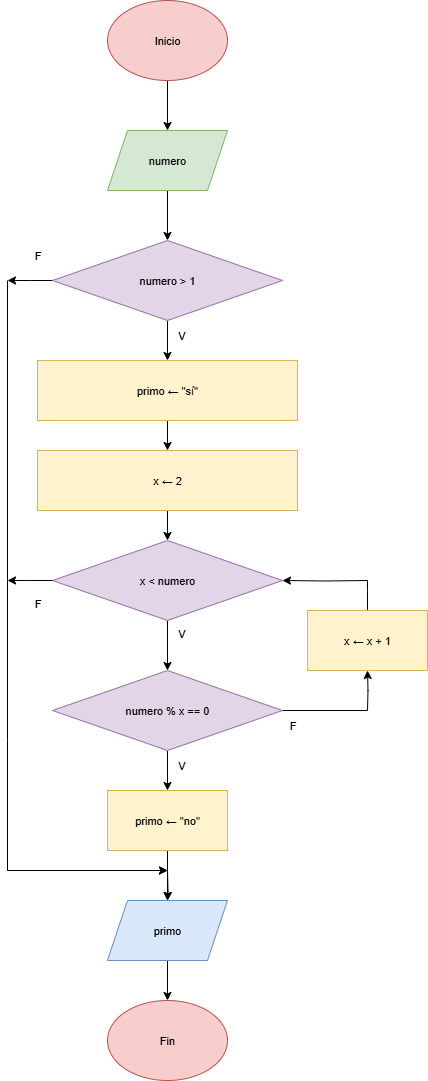 Inicio
numero
F
numero > 1
V
primo ← "sí"
x ← 2
x < numero
F
V
x ← x + 1
numero % x == 0
F
V
primo ← "no"
primo
Fin